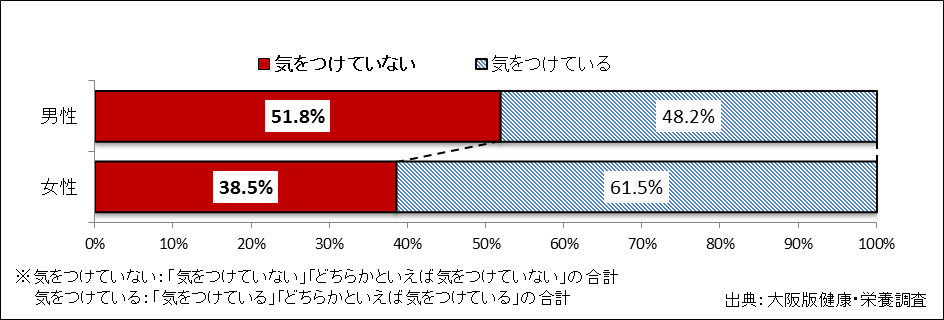 気をつけていない 気をつけている
男性 51.8% 48.2%
女性 38.5% 61.5%
0% 10% 20% 30% 40% 50% 60% 70% 80% 90% 100%
※気をつけていない：「気をつけていない」「どちらかといえば気をつけていない」の合計
気をつけている：「気をつけている」「どちらかといえば気をつけている」の合計
出典：大阪版健康・栄養調査